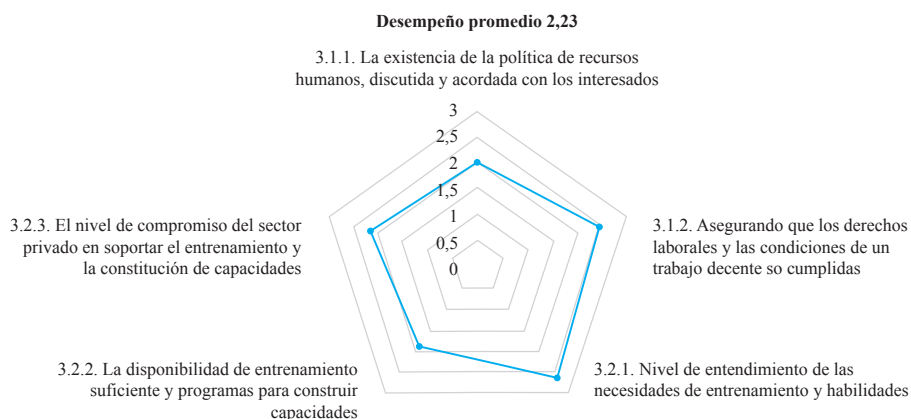 Desempeño promedio 2,23
3.1.1. La existencia de la política de recursos
humanos, discutida y acordada con los interesados
3
2,5
2
1,5
1
0,5
0
3.2.3. El nivel de compromiso del sector
privado en soportar el entrenamiento y
la constitución de capacidades
3.1.2. Asegurando que los derechos
laborales y las condiciones de un
trabajo decente so cumplidas
3.2.2. La disponibilidad de entrenamiento
suficiente y programas para construir
capacidades
3.2.1. Nivel de entendimiento de las
necesidades de entrenamiento y habilidades